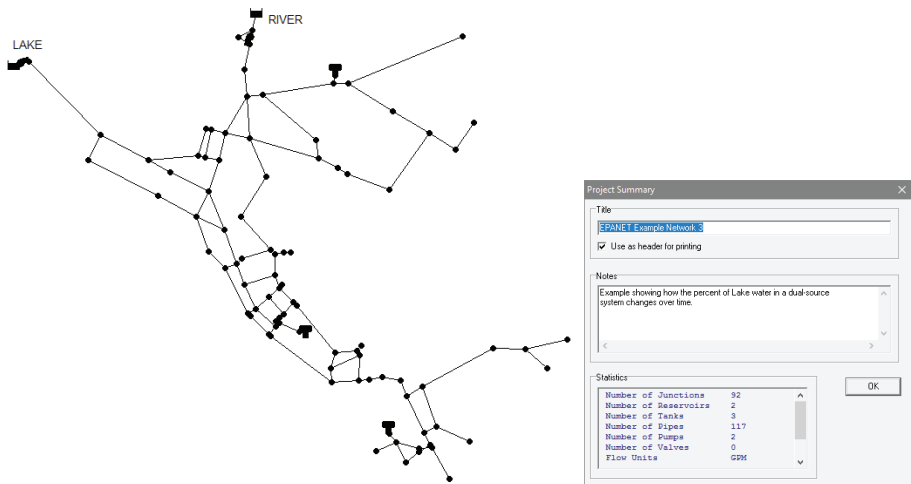 RIVER
LAKE
Project Summary
Title
EPANET Example Network 3
Use as header for printing
Notes
Example showing how the percent of Lake water in a dual-source
system changes over time.
Statistics
Number of Junctions 92
Number of Reservoirs 2
Number of Tanks 3
Number of Pipes 117
Number of Pumps 2
Number of Valves 0
Flow Units GPM
OK